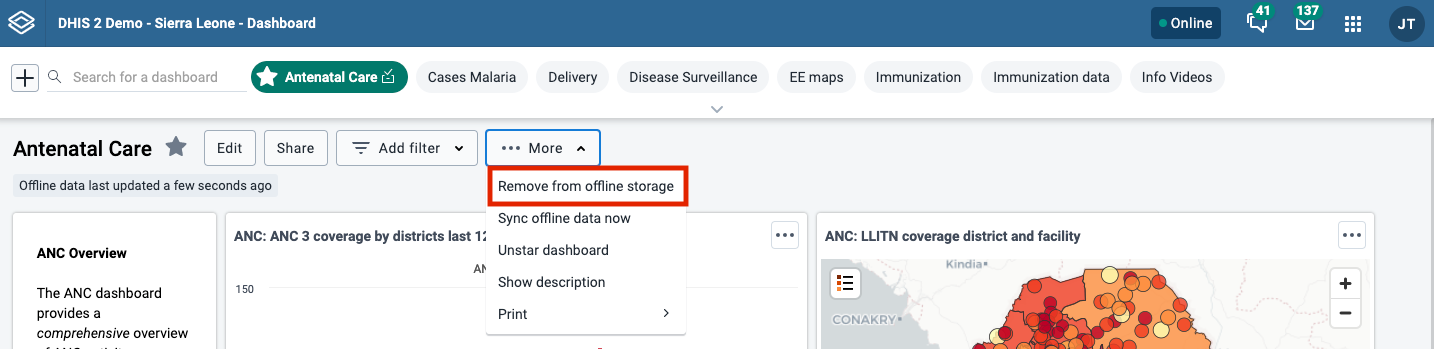 DHIS 2 Demo - Sierra Leone - Dashboard
Online
41
137
JT
Search for a dashboard
Antenatal Care
Cases Malaria
Delivery
Disease Surveillance
EE maps
Immunization
Immunization data
Info Videos
Antenatal Care
Edit
Share
Add filter
More
Offline data last updated a few seconds ago
Remove from offline storage
Sync offline data now
Unstar dashboard
Show description
Print
ANC Overview
The ANC dashboard
provides a
comprehensive overview
ANC: ANC 3 coverage by districts last 12
AN
150
ANC: LLITN coverage district and facility
Kindia
CONAKRY